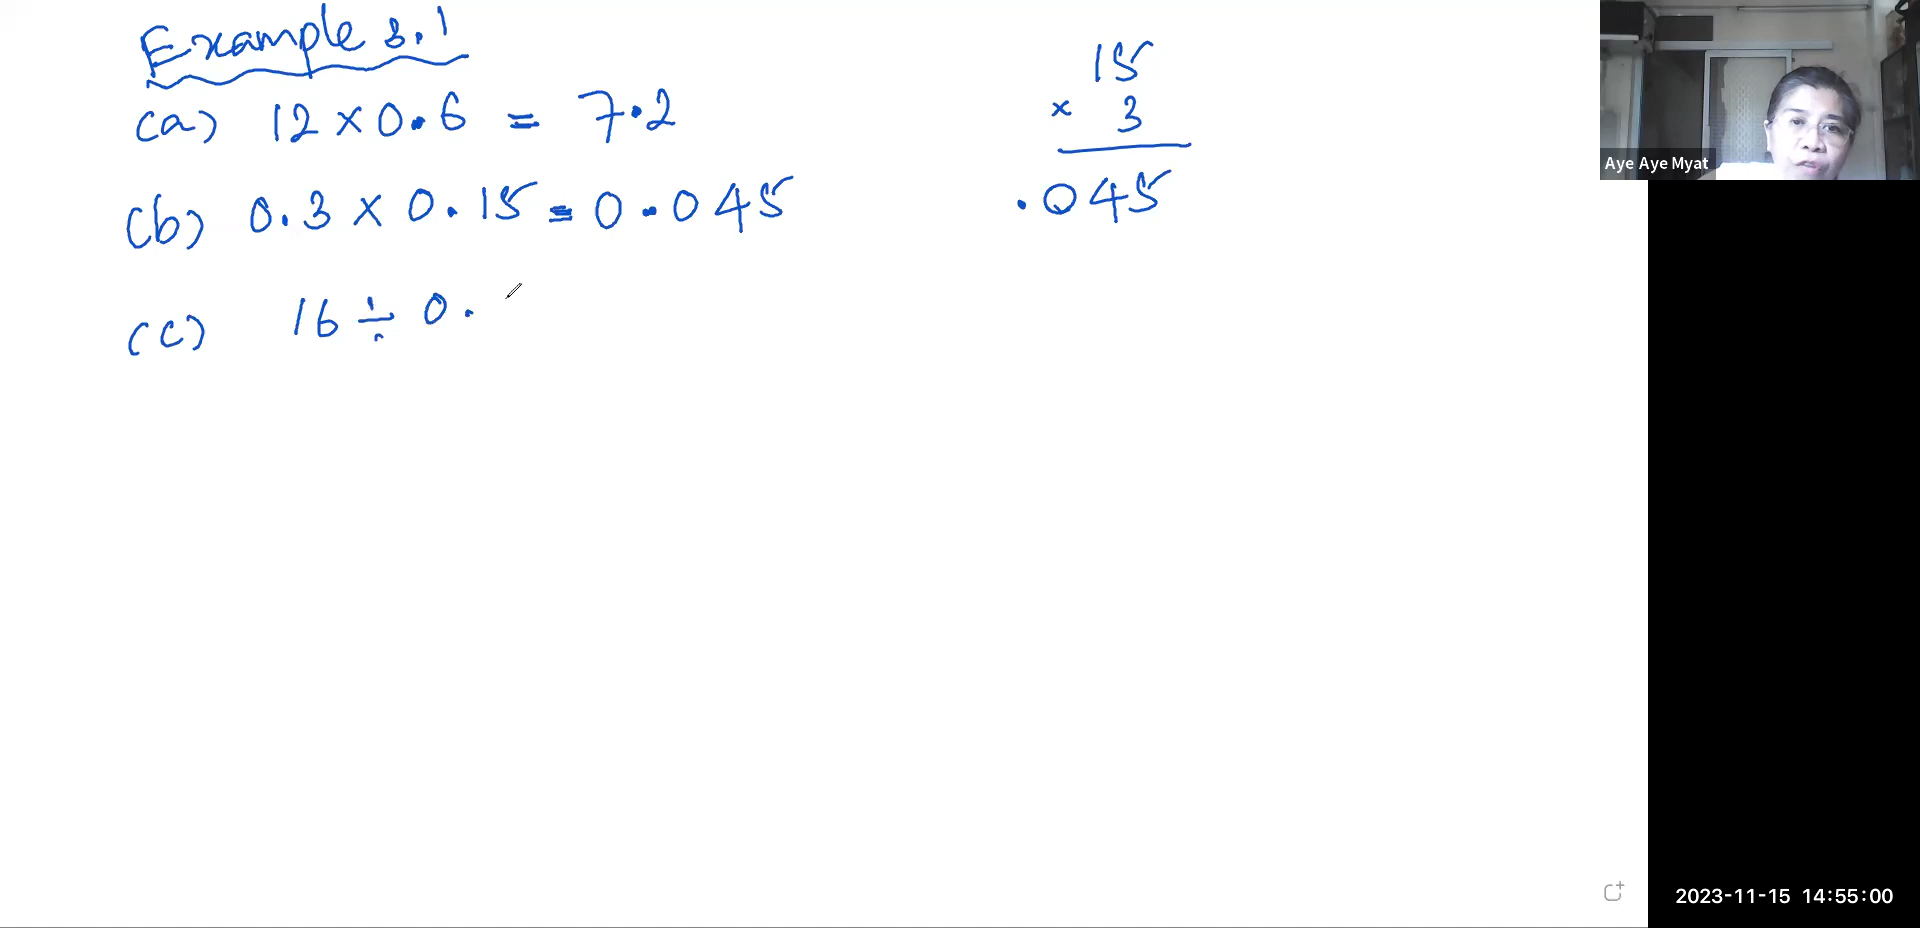 Example 3.1
(a) 12 × 0.6 = 7.2
(b) 0.3 × 0.15 = 0.045
(c) 16 ÷ 0.
15
× 3
.045
Aye Aye Myat
2023-11-15 14:55:00